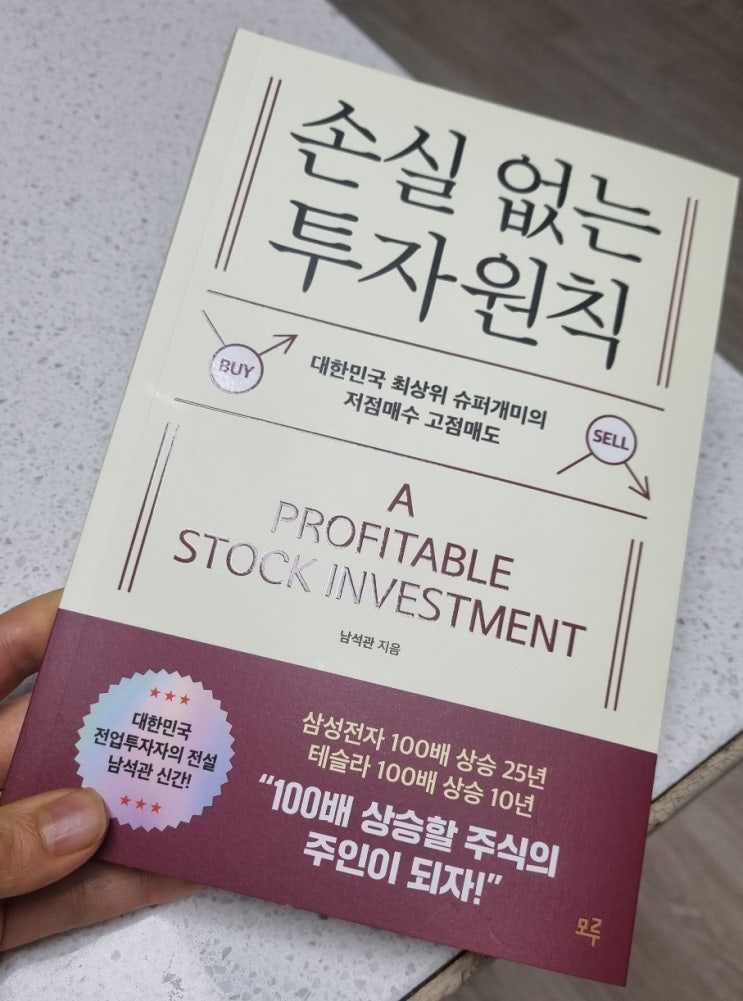 손실 없는
투자원칙
BUY
대한민국 최상위 슈퍼개미의
저점매수 고점매도
SELL
A
PROFITABLE
STOCK INVESTMENT
남석관 지음
★★★
대한민국
전업투자자의 전설
남석관 신간!
★★★
삼성전자 100배 상승 25년
테슬라 100배 상승 10년
“100배 상승할 주식의
주인이 되자!”
모루